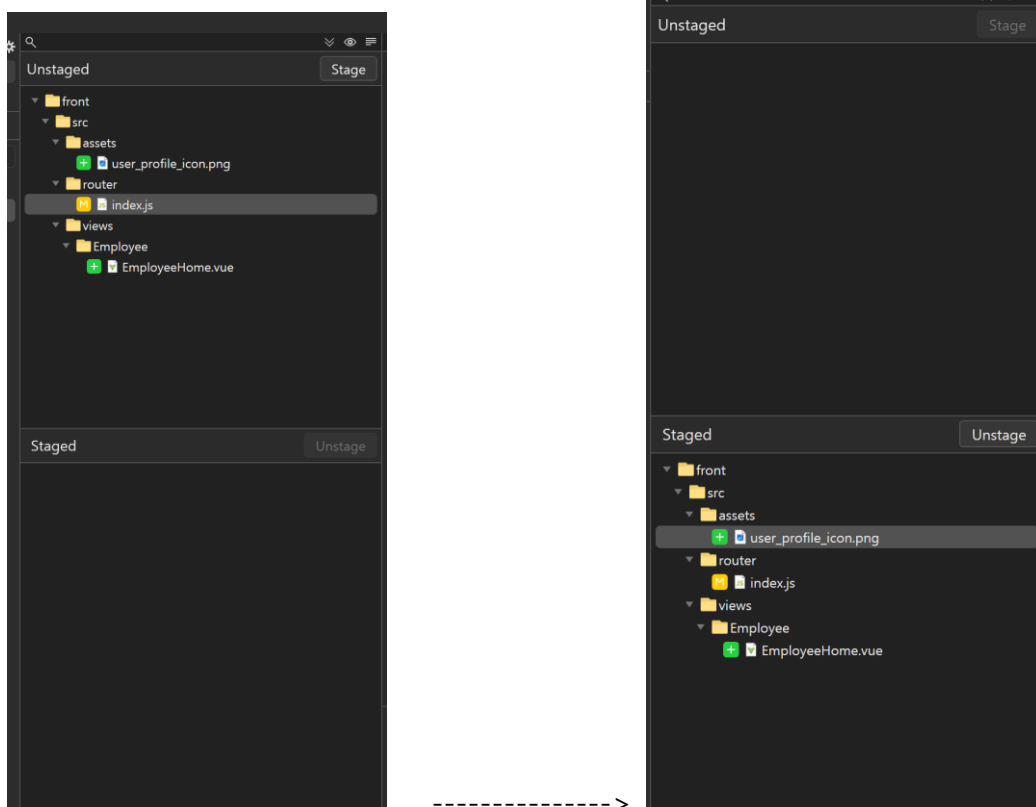 Unstaged
Stage
front
src
assets
+ user_profile_icon.png
router
M index.js
views
Employee
+ EmployeeHome.vue
Staged
Unstage
--------------->
Unstaged
Stage
Staged
Unstage
front
src
assets
+ user_profile_icon.png
router
M index.js
views
Employee
+ EmployeeHome.vue